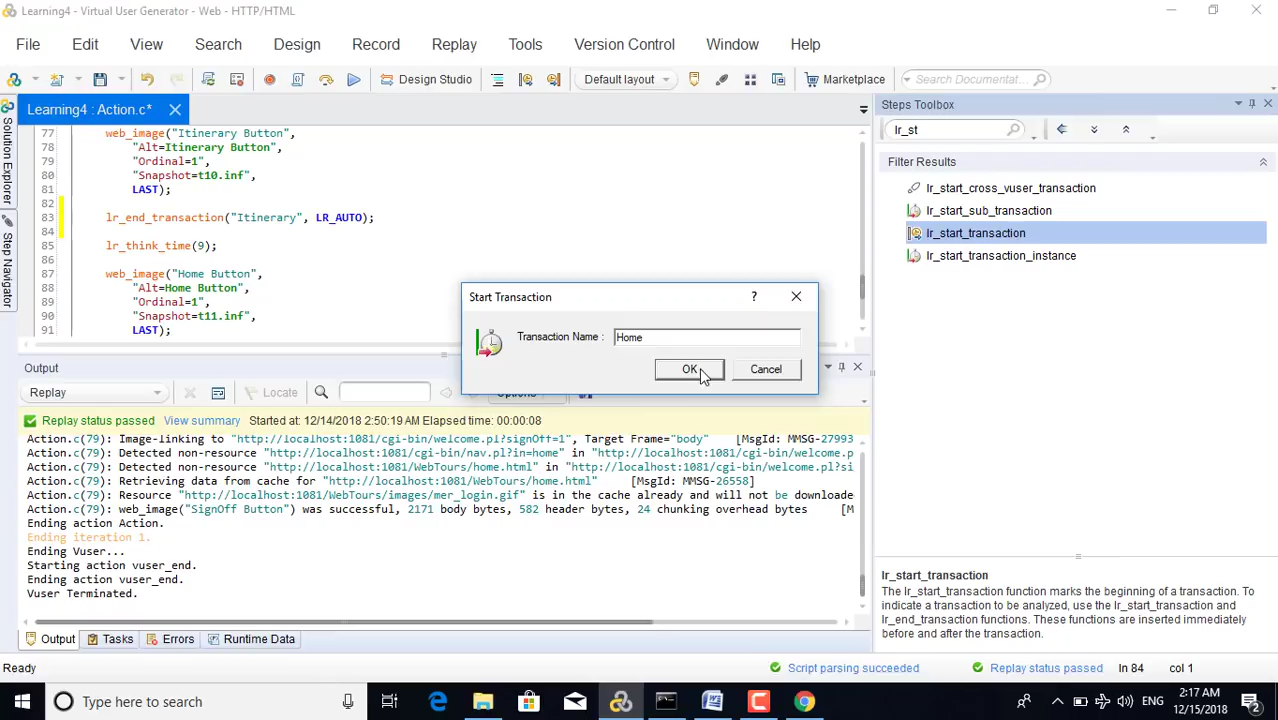 Learning4 - Virtual User Generator - Web - HTTP/HTML
File Edit View Search Design Record Replay Tools Version Control Window Help
Design Studio Default layout Marketplace Search Documentat...
Learning4 : Action.c*
Solution Explorer
Step Navigator
77 web_image("Itinerary Button",
78 "Alt=Itinerary Button",
79 "Ordinal=1",
80 "Snapshot=t10.inf",
81 LAST);
82
83 lr_end_transaction("Itinerary", LR_AUTO);
84
85 lr_think_time(9);
86
87 web_image("Home Button",
88 "Alt=Home Button",
89 "Ordinal=1",
90 "Snapshot=t11.inf",
91 LAST);
Start Transaction
?
Transaction Name : Home
OK Cancel
Steps Toolbox
lr_st
Filter Results
lr_start_cross_vuser_transaction
lr_start_sub_transaction
lr_start_transaction
lr_start_transaction_instance
lr_start_transaction
The lr_start_transaction function marks the beginning of a transaction. To
indicate a transaction to be analyzed, use the lr_start_transaction and
lr_end_transaction functions. These functions are inserted immediately
before and after the transaction.
Output
Replay Locate Options
Replay status passed View summary Started at: 12/14/2018 2:50:19 AM Elapsed time: 00:00:08
Action.c(79): Image-linking to "http://localhost:1081/cgi-bin/welcome.pl?signOff=1", Target Frame="body" [MsgId: MMSG-27993
Action.c(79): Detected non-resource "http://localhost:1081/cgi-bin/nav.pl?in=home" in "http://localhost:1081/cgi-bin/welcome.pl?s
Action.c(79): Detected non-resource "http://localhost:1081/WebTours/home.html" in "http://localhost:1081/cgi-bin/welcome.pl?si
Action.c(79): Retrieving data from cache for "http://localhost:1081/WebTours/home.html" [MsgId: MMSG-26558]
Action.c(79): Resource "http://localhost:1081/WebTours/images/mer_login.gif" is in the cache already and will not be downloade
Action.c(79): web_image("SignOff Button") was successful, 2171 body bytes, 582 header bytes, 24 chunking overhead bytes [M
Ending action Action.
Ending iteration 1.
Ending Vuser...
Starting action vuser_end.
Ending action vuser_end.
Vuser Terminated.
Output Tasks Errors Runtime Data
Ready Script parsing succeeded Replay status passed ln 84 col 1
Type here to search ENG 2:17 AM 12/15/2018 2